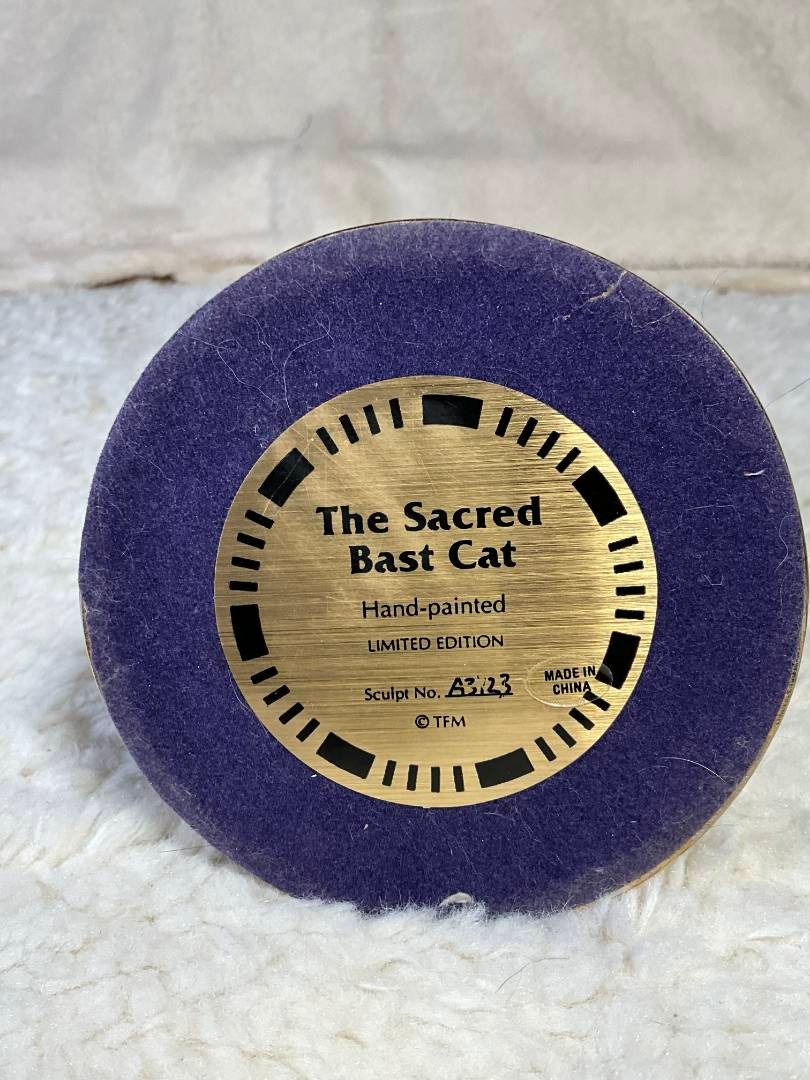 The Sacred
Bast Cat
Hand-painted
LIMITED EDITION
Sculpt No. A3123
MADE IN
CHINA
© TFM